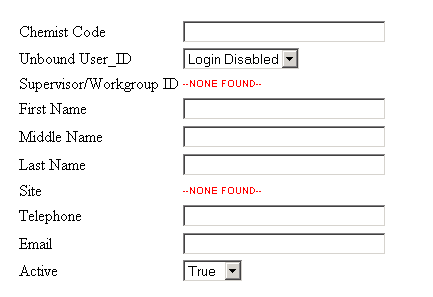 Chemist Code
Unbound User_ID Login Disabled
Supervisor/Workgroup ID --NONE FOUND--
First Name
Middle Name
Last Name
Site --NONE FOUND--
Telephone
Email
Active True